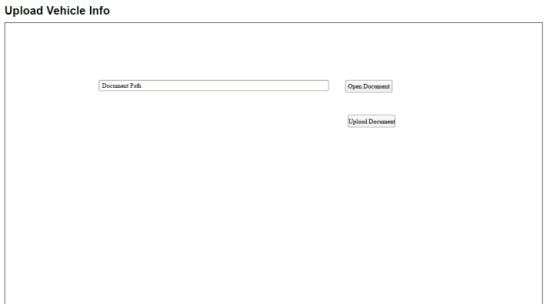 Upload Vehicle Info
Document Path
Open Document
Upload Document